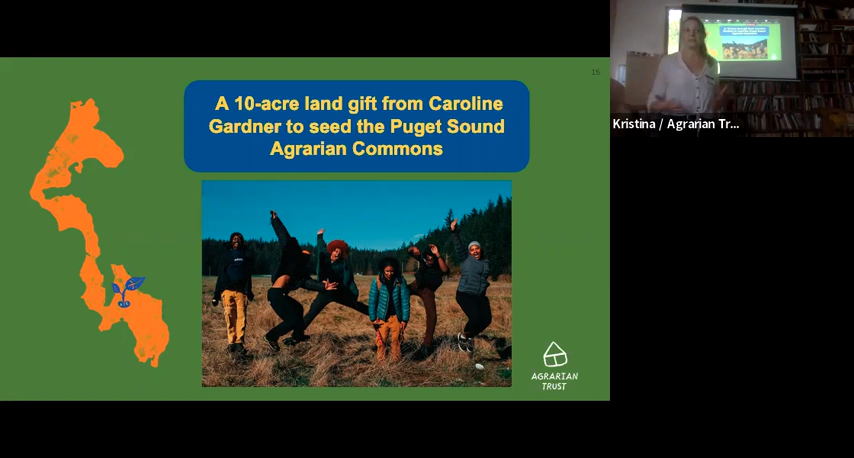 15
A 10-acre land gift from Caroline
Gardner to seed the Puget Sound
Agrarian Commons
AGRARIAN
TRUST
Kristina / Agrarian Tr...